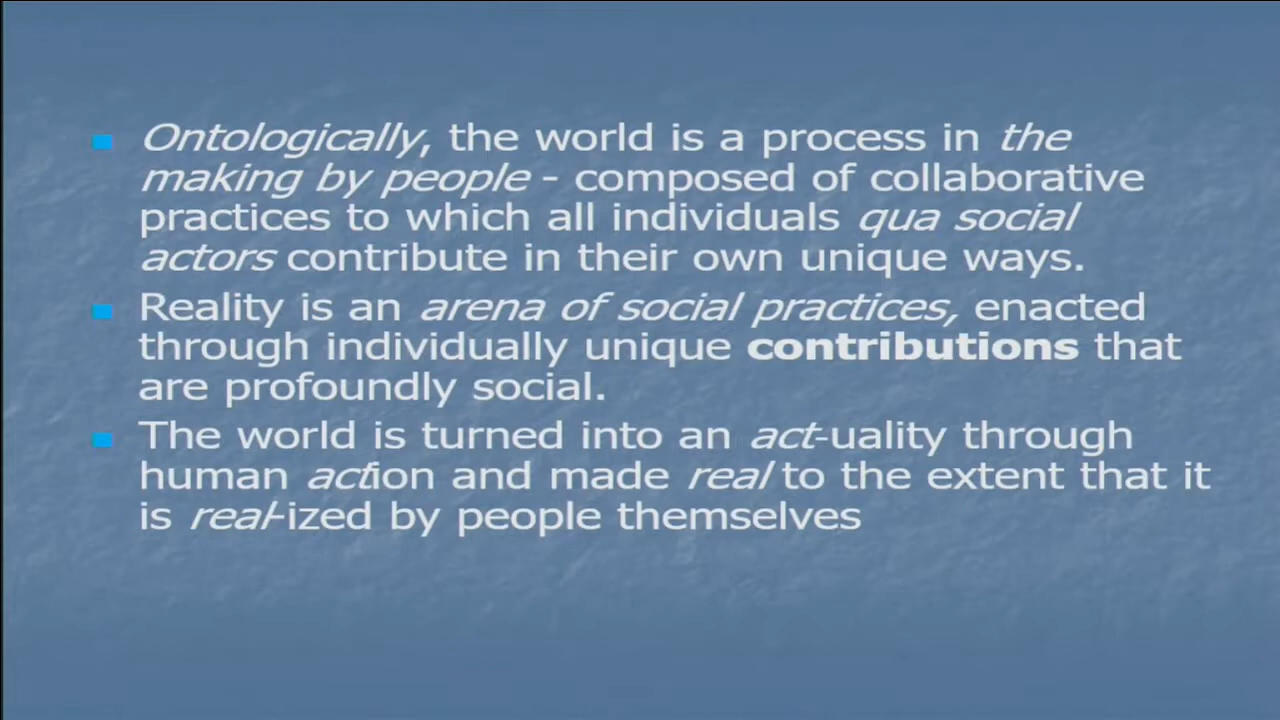 Ontologically, the world is a process in the
making by people - composed of collaborative
practices to which all individuals qua social
actors contribute in their own unique ways.
Reality is an arena of social practices, enacted
through individually unique contributions that
are profoundly social.
The world is turned into an act-uality through
human action and made real to the extent that it
is real-ized by people themselves